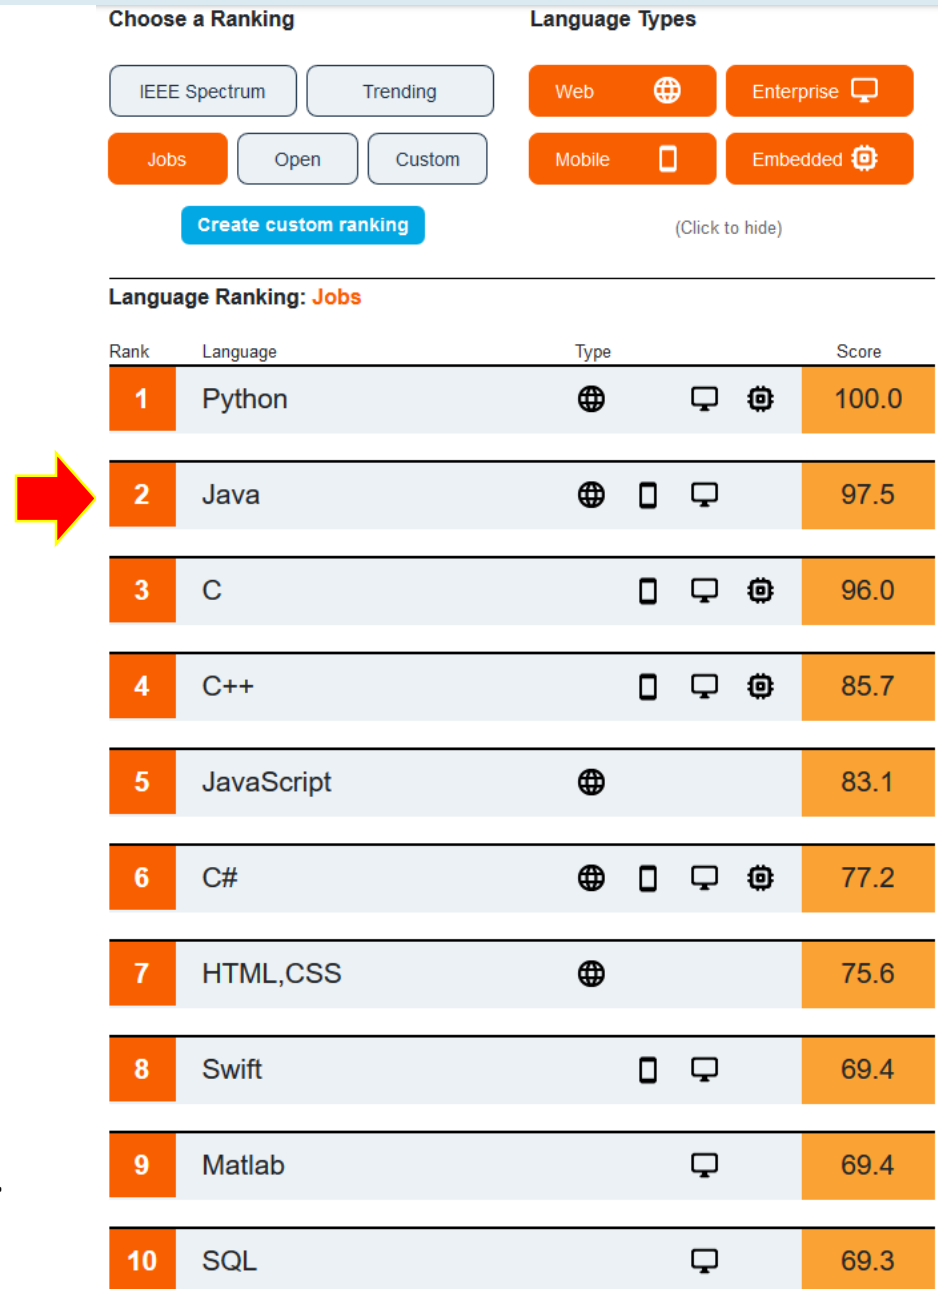 Choose a Ranking
Language Types
IEEE Spectrum Trending
Web Enterprise
Jobs Open Custom
Mobile Embedded
Create custom ranking
(Click to hide)
Language Ranking: Jobs
Rank Language Type Score
1 Python 100.0
2 Java 97.5
3 C 96.0
4 C++ 85.7
5 JavaScript 83.1
6 C# 77.2
7 HTML,CSS 75.6
8 Swift 69.4
9 Matlab 69.4
10 SQL 69.3